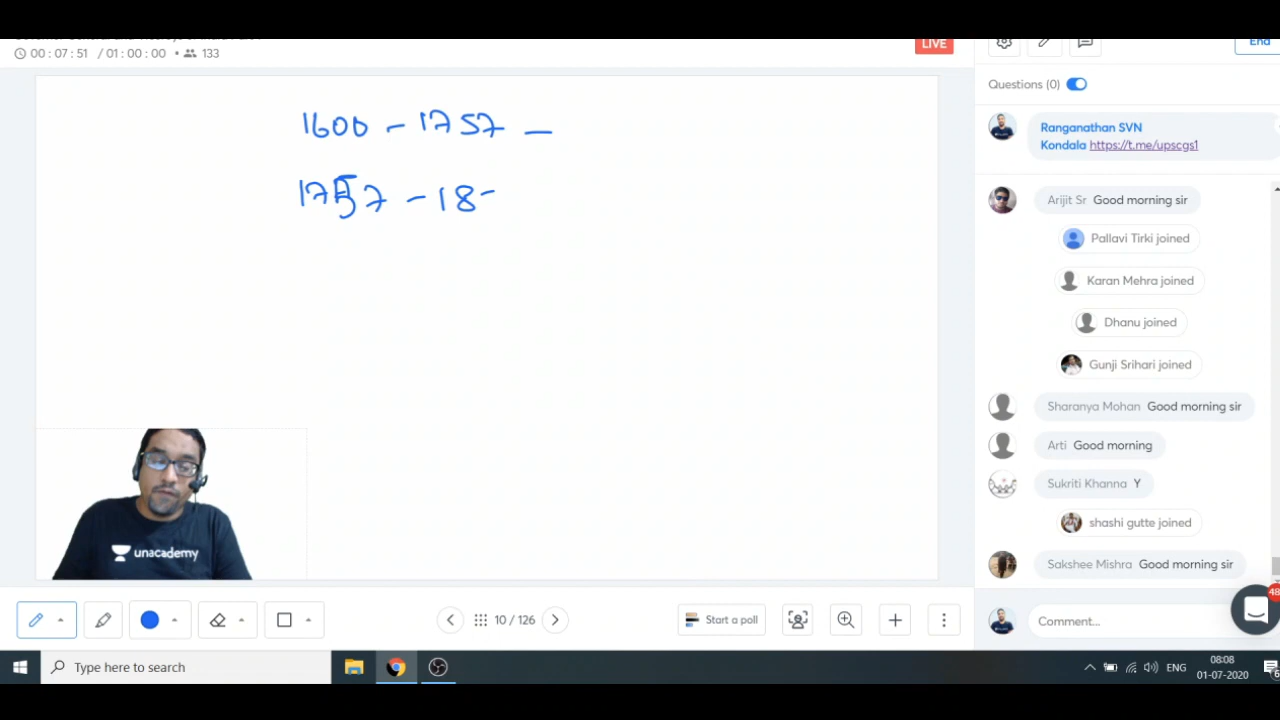 00 : 07 : 51 / 01 : 00 : 00 • 133
LIVE
End
1600 - 1757 -
1757 - 18
unacademy
Questions (0)
Ranganathan SVN
Kondala https://t.me/upscgs1
Arijit Sr Good morning sir
Pallavi Tirki joined
Karan Mehra joined
Dhanu joined
Gunji Srihari joined
Sharanya Mohan Good morning sir
Arti Good morning
Sukriti Khanna Y
shashi gutte joined
Sakshee Mishra Good morning sir
48
Comment...
10 / 126
Start a poll
Type here to search
ENG
08:08
01-07-2020
6